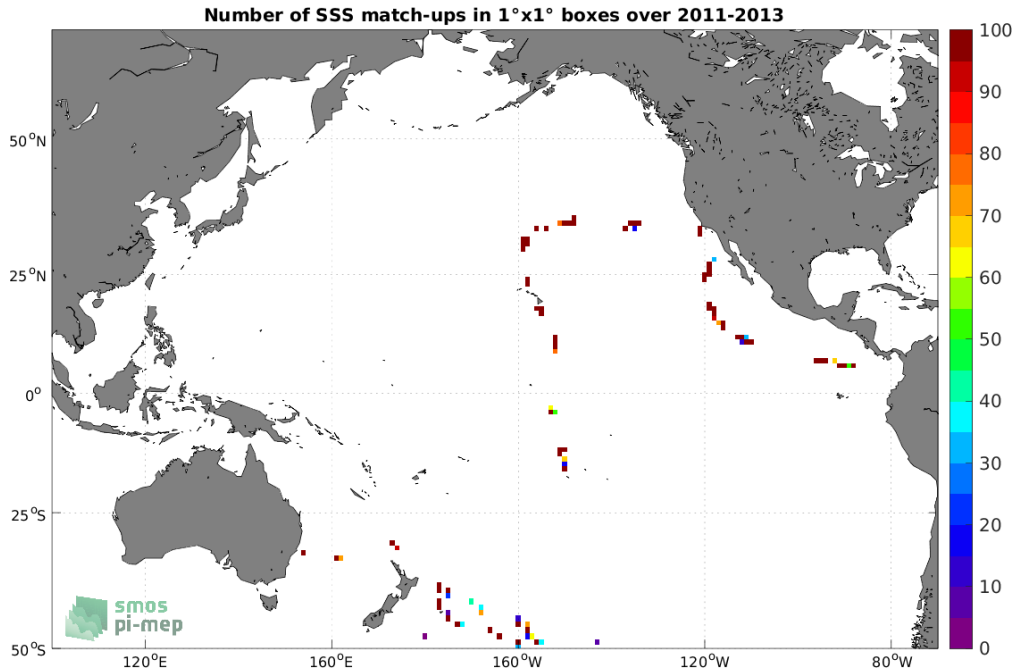 Number of SSS match-ups in 1°x1° boxes over 2011-2013
50°N
25°N
0°
25°S
50°S
120°E
160°E
160°W
120°W
80°W
100
90
80
70
60
50
40
30
20
10
0
smos
pi-mep